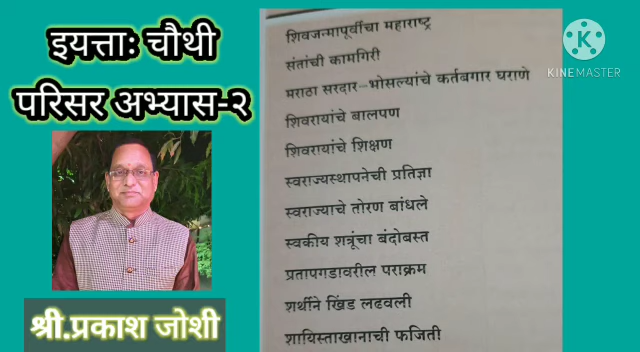 इयत्ताः चौथी
परिसर अभ्यास-२
श्री.प्रकाश जोशी
शिवजन्मापूर्वीचा महाराष्ट्र
संतांची कामगिरी
मराठा सरदार-भोसल्यांचे कर्तबगार घराणे
शिवरायांचे बालपण
शिवरायांचे शिक्षण
स्वराज्यस्थापनेची प्रतिज्ञा
स्वराज्याचे तोरण बांधले
स्वकीय शत्रूंचा बंदोबस्त
प्रतापगडावरील पराक्रम
शर्थीने खिंड लढवली
शायिस्ताखानाची फजिती
KINEMASTER